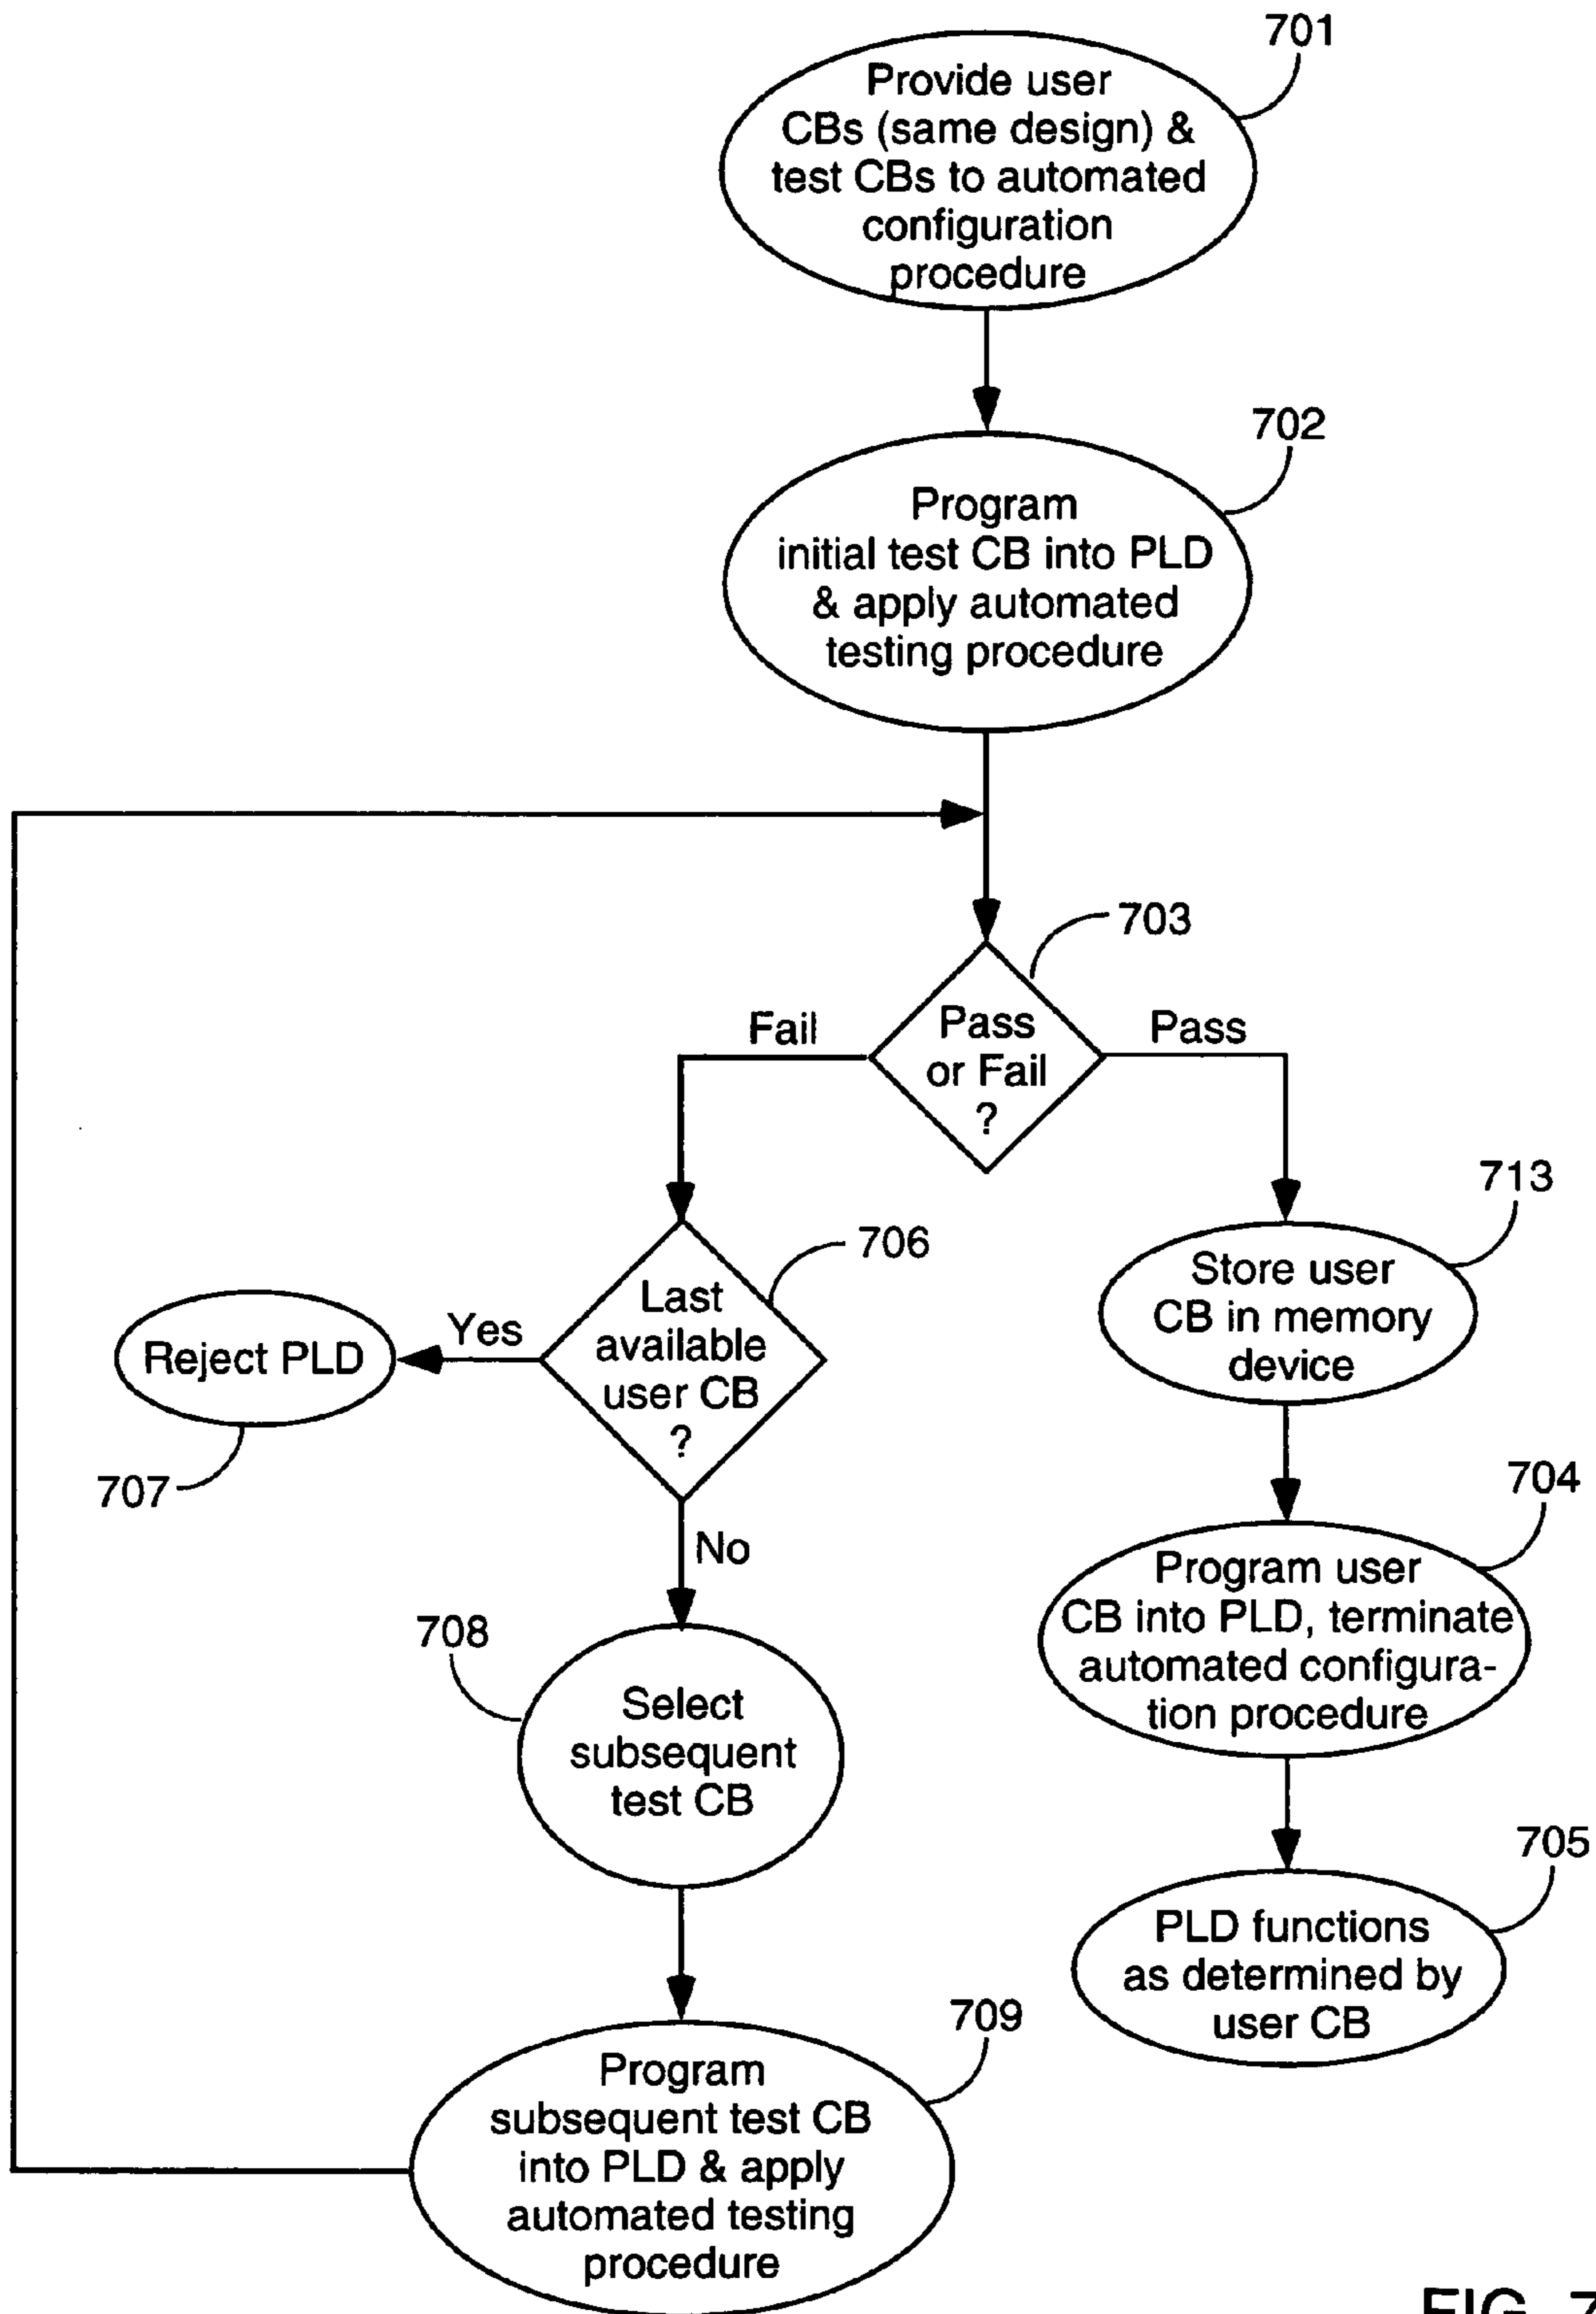 701
Provide user
CBs (same design) &
test CBs to automated
configuration
procedure
702
Program
initial test CB into PLD
& apply automated
testing procedure
703
Pass
or Fail
?
Fail
Pass
706
Last
available
user CB
?
Yes
Reject PLD
707
No
708
Select
subsequent
test CB
709
Program
subsequent test CB
into PLD & apply
automated testing
procedure
713
Store user
CB in memory
device
704
Program user
CB into PLD, terminate
automated configura-
tion procedure
705
PLD functions
as determined by
user CB
FIG. 7